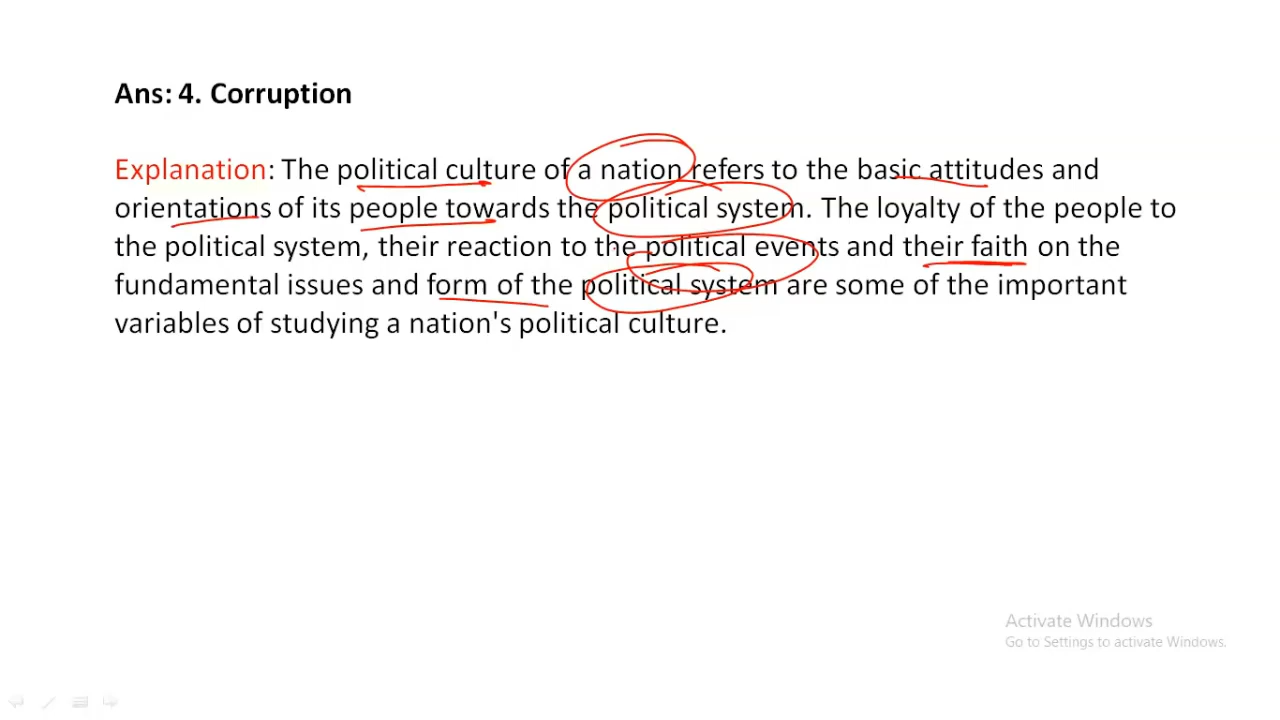 Ans: 4. Corruption
Explanation: The political culture of a nation refers to the basic attitudes and
orientations of its people towards the political system. The loyalty of the people to
the political system, their reaction to the political events and their faith on the
fundamental issues and form of the political system are some of the important
variables of studying a nation's political culture.
Activate Windows
Go to Settings to activate Windows.